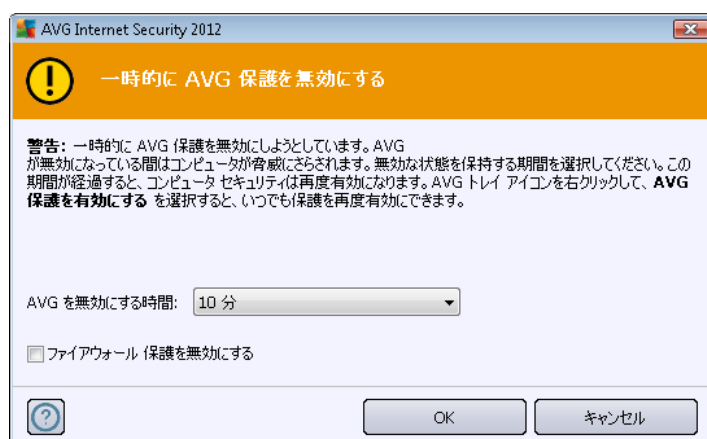 AVG Internet Security 2012
一時的に AVG 保護を無効にする
警告: 一時的に AVG 保護を無効にしようとしています。AVG
が無効になっている間はコンピュータが脅威にさらされます。無効な状態を保持する期間を選択してください。この
期間が経過すると、コンピュータ セキュリティは再度有効になります。AVG トレイ アイコンを右クリックして、AVG
保護を有効にする を選択すると、いつでも保護を再度有効にできます。
AVG を無効にする時間: 10 分
ファイアウォール 保護を無効にする
OK キャンセル